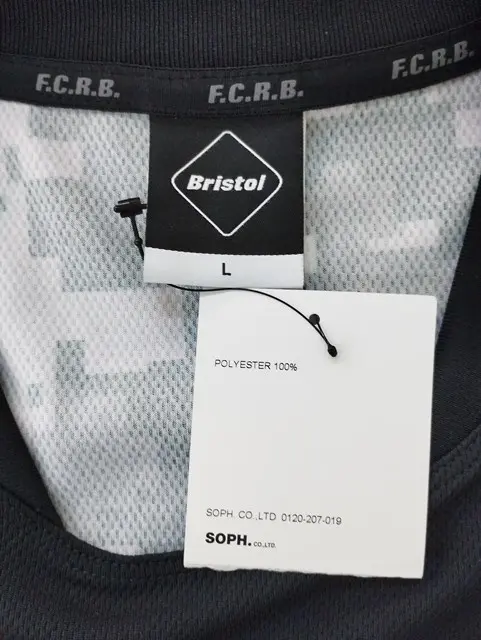 F.C.R.B. F.C.R.B. F.C.R.B.
Bristol
L
POLYESTER 100%
SOPH. CO.,LTD 0120-207-019
SOPH. CO.,LTD.